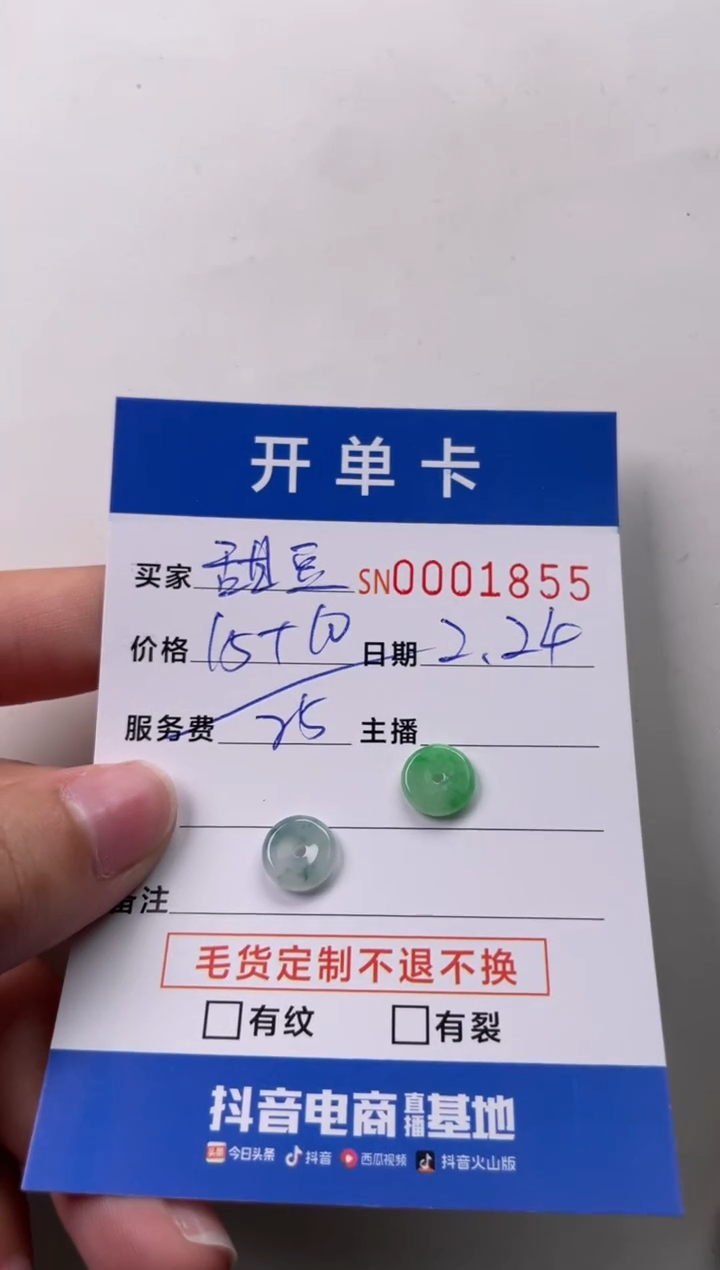 开单卡
买家 甜豆 SN0001855
价格 15+10 日期 2.24
服务费 25 主播
备注
毛货定制不退不换
□有纹 □有裂
抖音电商直播基地
头条 今日头条 抖音 西瓜视频 抖音火山版